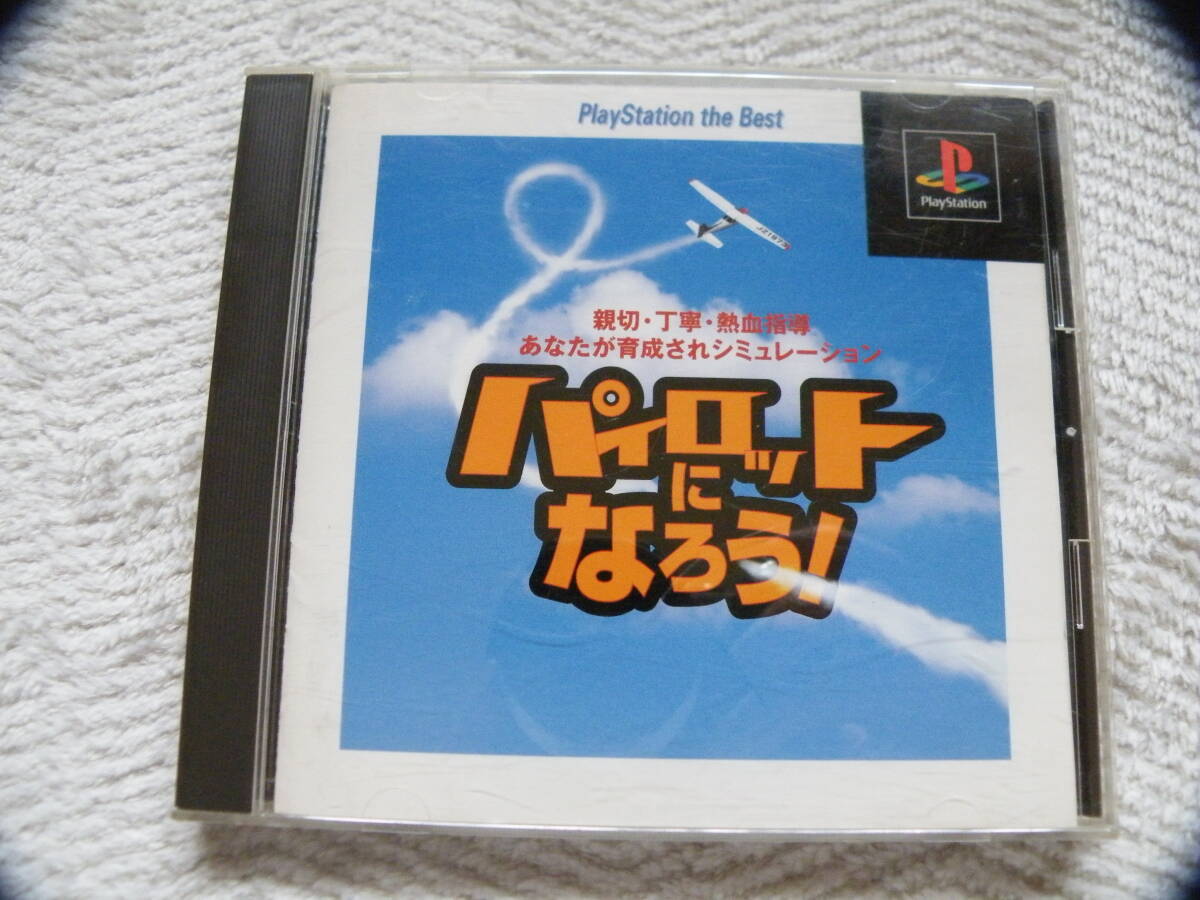 PlayStation the Best
PlayStation
親切・丁寧・熱血指導
あなたが育成されシミュレーション
パイロット
に
なろう!